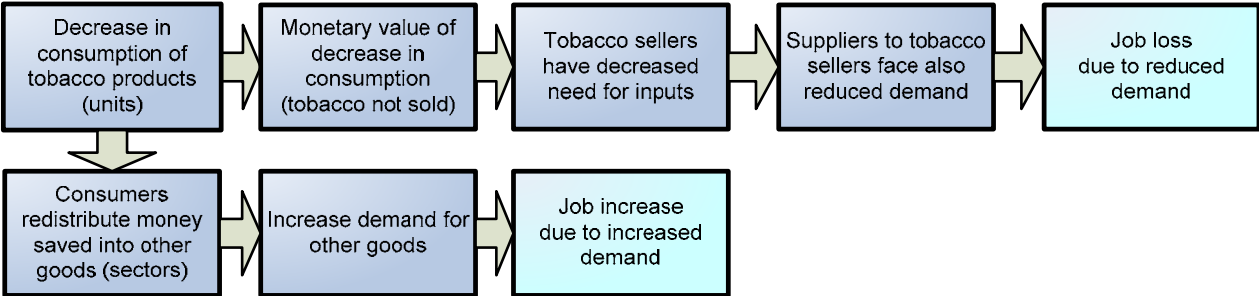 Decrease in
consumption of
tobacco products
(units)
Monetary value of
decrease in
consumption
(tobacco not sold)
Tobacco sellers
have decreased
need for inputs
Suppliers to tobacco
sellers face also
reduced demand
Job loss
due to reduced
demand
Consumers
redistribute money
saved into other
goods (sectors)
Increase demand for
other goods
Job increase
due to increased
demand